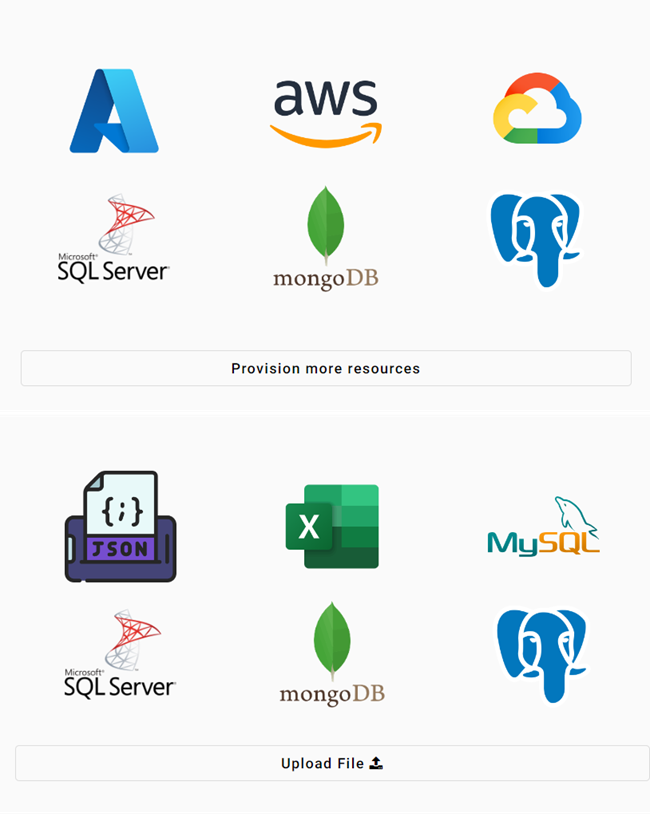 aws
Microsoft®
SQL Server®
mongoDB
Provision more resources
{;}
JSON
X
MySQL
Microsoft®
SQL Server®
mongoDB
Upload File